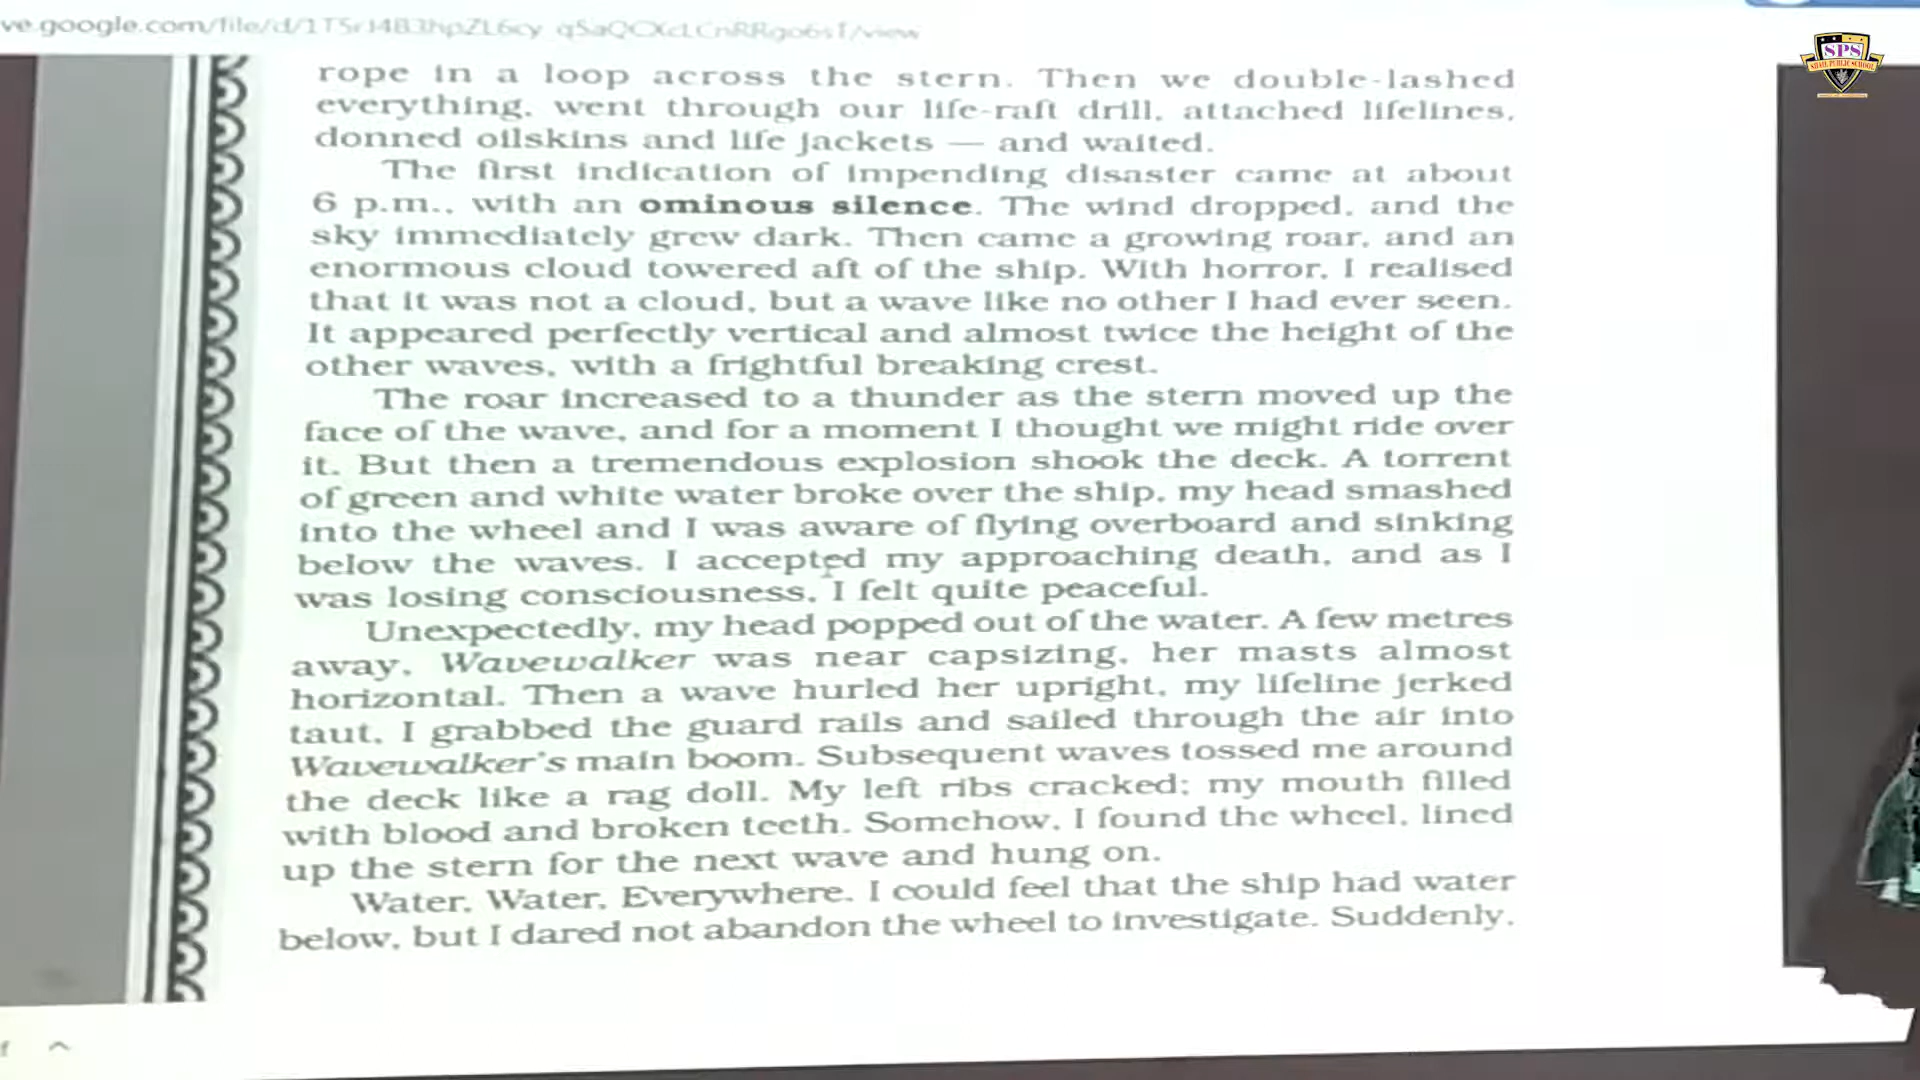 ve.google.com/file/d/
SPS
SHAIL PUBLIC SCHOOL
rope in a loop across the stern. Then we double-lashed
everything, went through our life-raft drill, attached lifelines,
donned oilskins and life jackets — and waited.
The first indication of impending disaster came at about
6 p.m., with an ominous silence. The wind dropped, and the
sky immediately grew dark. Then came a growing roar, and an
enormous cloud towered aft of the ship. With horror, I realised
that it was not a cloud, but a wave like no other I had ever seen.
It appeared perfectly vertical and almost twice the height of the
other waves, with a frightful breaking crest.
The roar increased to a thunder as the stern moved up the
face of the wave, and for a moment I thought we might ride over
it. But then a tremendous explosion shook the deck. A torrent
of green and white water broke over the ship, my head smashed
into the wheel and I was aware of flying overboard and sinking
below the waves. I accepted my approaching death, and as I
was losing consciousness, I felt quite peaceful.
Unexpectedly, my head popped out of the water. A few metres
away, Wavewalker was near capsizing, her masts almost
horizontal. Then a wave hurled her upright, my lifeline jerked
taut, I grabbed the guard rails and sailed through the air into
Wavewalker's main boom. Subsequent waves tossed me around
the deck like a rag doll. My left ribs cracked; my mouth filled
with blood and broken teeth. Somehow, I found the wheel, lined
up the stern for the next wave and hung on.
Water, Water, Everywhere. I could feel that the ship had water
below, but I dared not abandon the wheel to investigate. Suddenly,